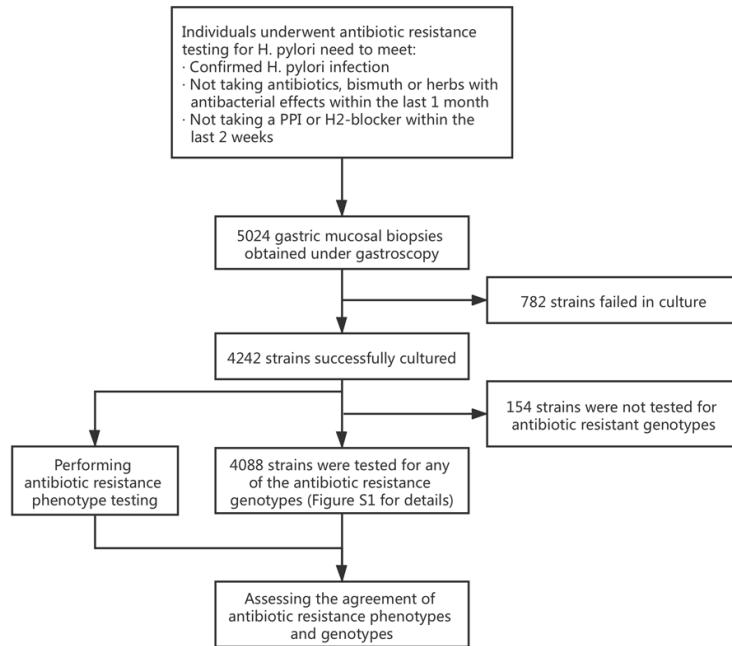 Individuals underwent antibiotic resistance
testing for H. pylori need to meet:
· Confirmed H. pylori infection
· Not taking antibiotics, bismuth or herbs with
antibacterial effects within the last 1 month
· Not taking a PPI or H2-blocker within the
last 2 weeks
5024 gastric mucosal biopsies
obtained under gastroscopy
782 strains failed in culture
4242 strains successfully cultured
154 strains were not tested for
antibiotic resistant genotypes
Performing
antibiotic resistance
phenotype testing
4088 strains were tested for any
of the antibiotic resistance
genotypes (Figure S1 for details)
Assessing the agreement of
antibiotic resistance phenotypes
and genotypes